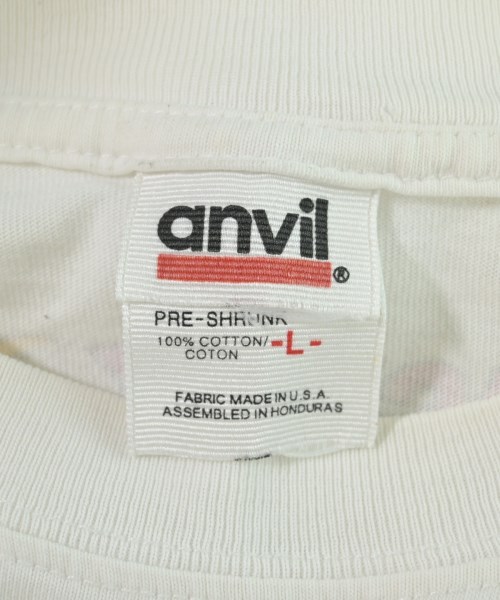 anvil
®
PRE-SHRUNK
100% COTTON/
COTON
-L-
FABRIC MADE IN U.S.A
ASSEMBLED IN HONDURAS